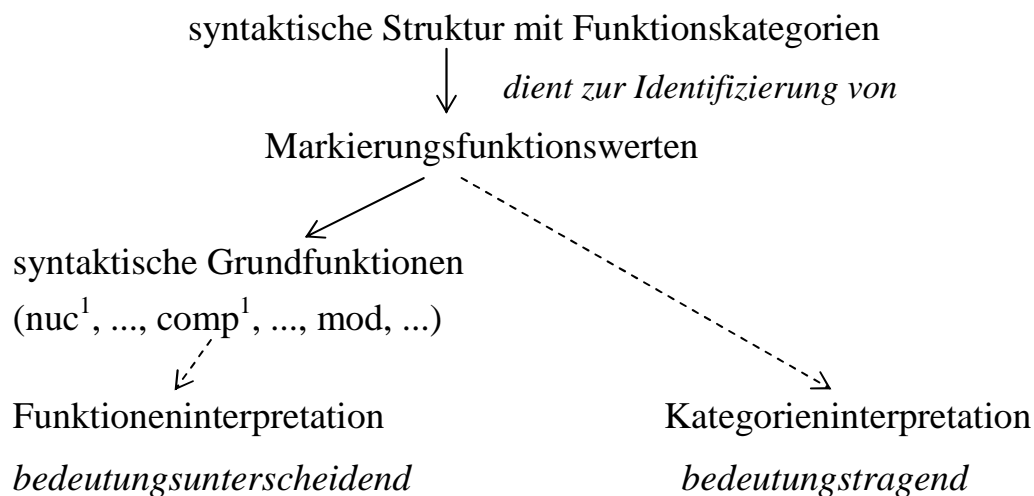 syntaktische Struktur mit Funktionskategorien
dient zur Identifizierung von
Markierungsfunktionswerten
syntaktische Grundfunktionen
(nuc¹, ..., comp¹, ..., mod, ...)
Funktioneninterpretation
Kategorieninterpretation
bedeutungsunterscheidend
bedeutungstragend